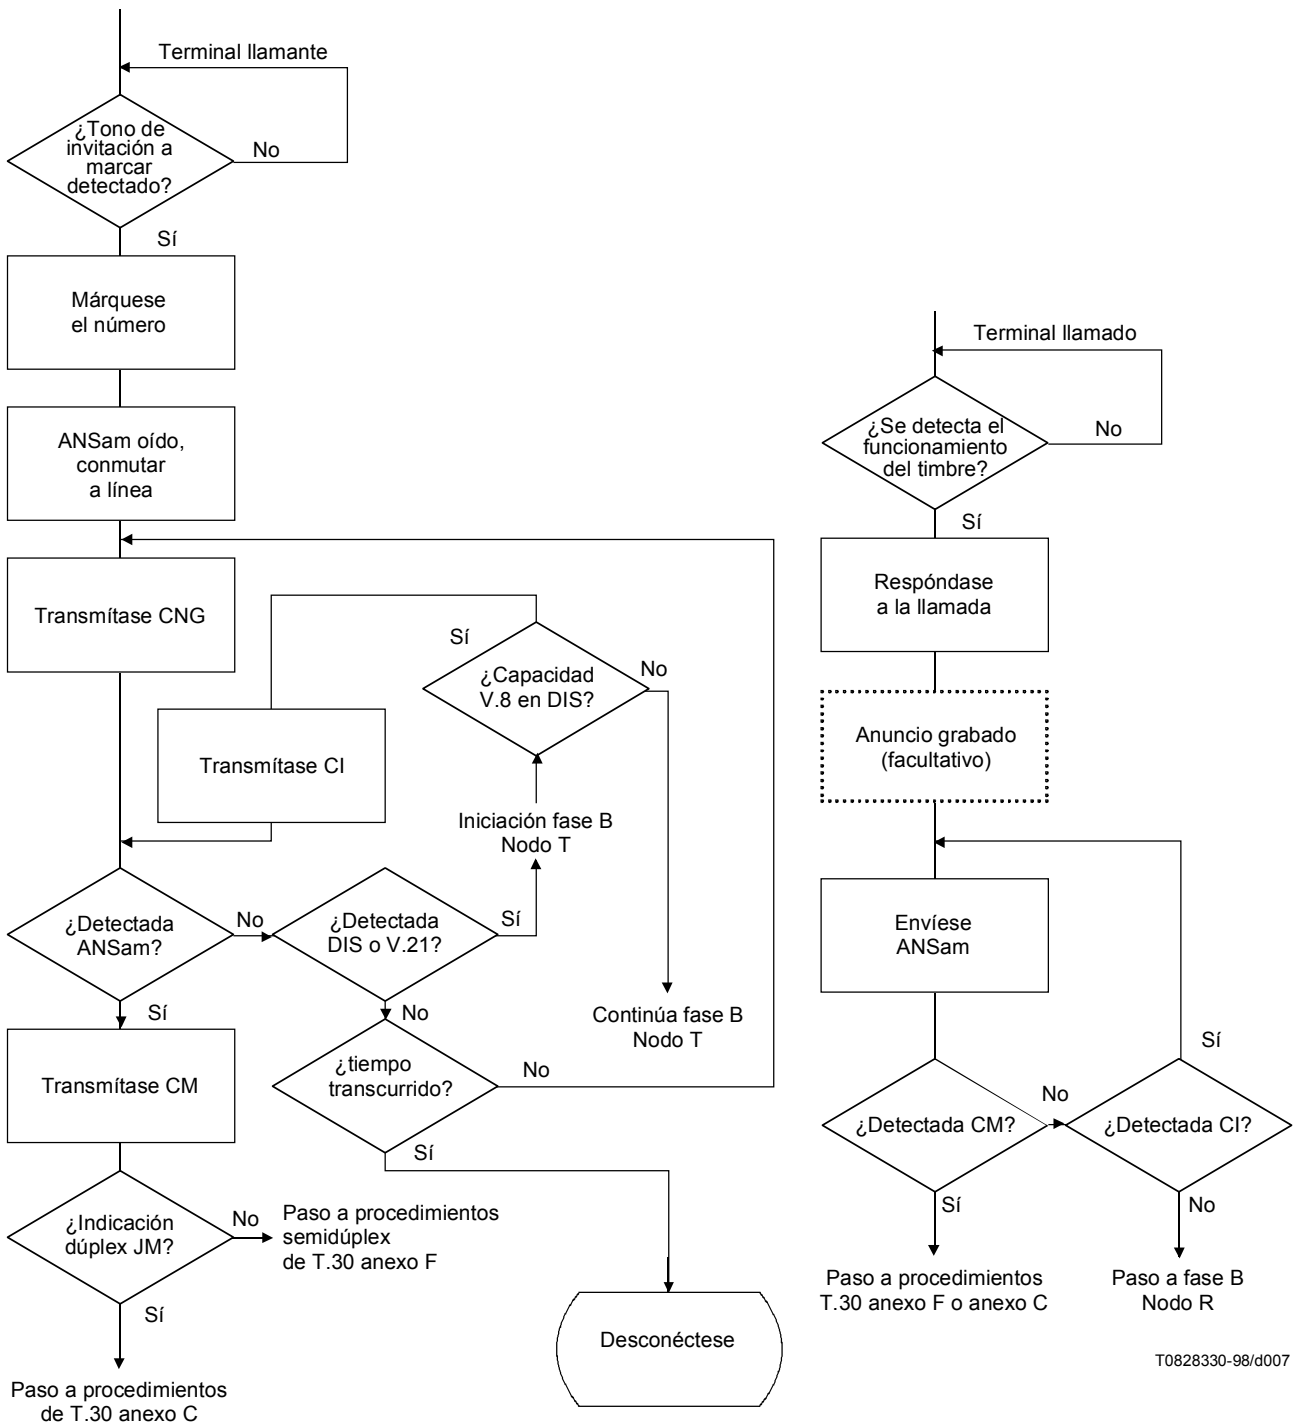 Terminal llamante
¿Tono de
invitación a
marcar
detectado?
No
Sí
Márquese
el número
ANSam oído,
conmutar
a línea
Transmítase CNG
Sí
¿Capacidad
V.8 en DIS?
No
Transmítase CI
Iniciación fase B
Nodo T
¿Detectada
ANSam?
No
¿Detectada
DIS o V.21?
Sí
Continúa fase B
Nodo T
Sí
No
Transmítase CM
¿tiempo
transcurrido?
No
Sí
¿Indicación
dúplex JM?
No
Paso a procedimientos
semidúplex
de T.30 anexo F
Sí
Desconéctese
Paso a procedimientos
de T.30 anexo C
Terminal llamado
¿Se detecta el
funcionamiento
del timbre?
No
Sí
Respóndase
a la llamada
Anuncio grabado
(facultativo)
Envíese
ANSam
Sí
¿Detectada CM?
No
¿Detectada CI?
Sí
No
Paso a procedimientos
T.30 anexo F o anexo C
Paso a fase B
Nodo R
T0828330-98/d007